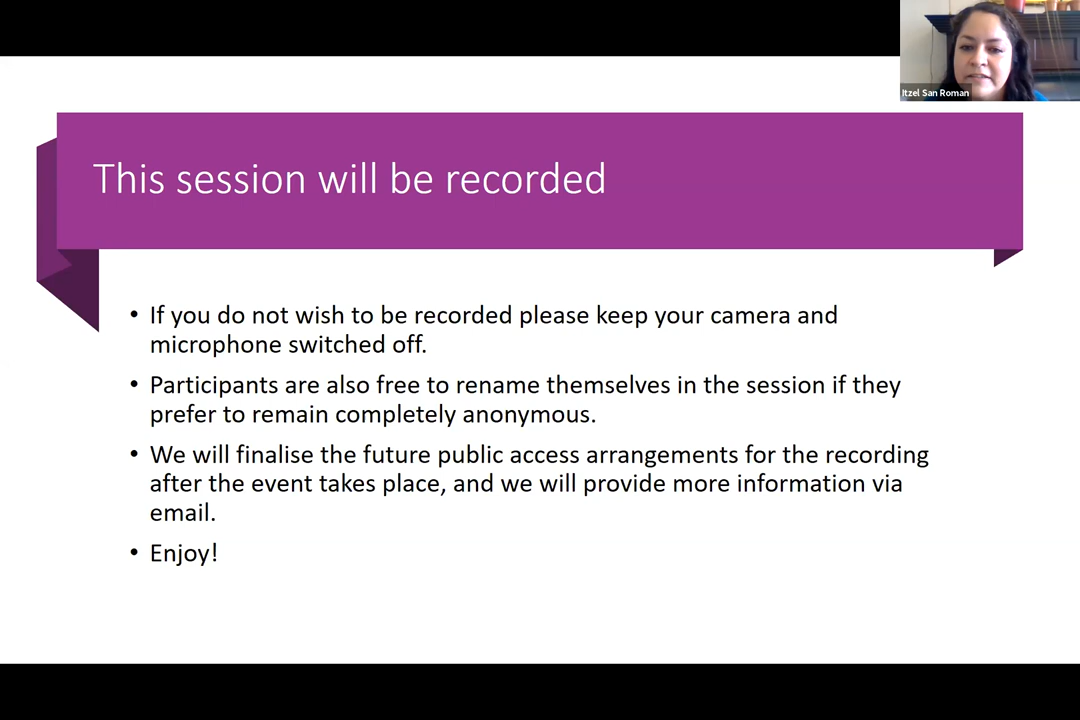 Itzel San Roman
This session will be recorded
• If you do not wish to be recorded please keep your camera and
microphone switched off.
• Participants are also free to rename themselves in the session if they
prefer to remain completely anonymous.
• We will finalise the future public access arrangements for the recording
after the event takes place, and we will provide more information via
email.
• Enjoy!